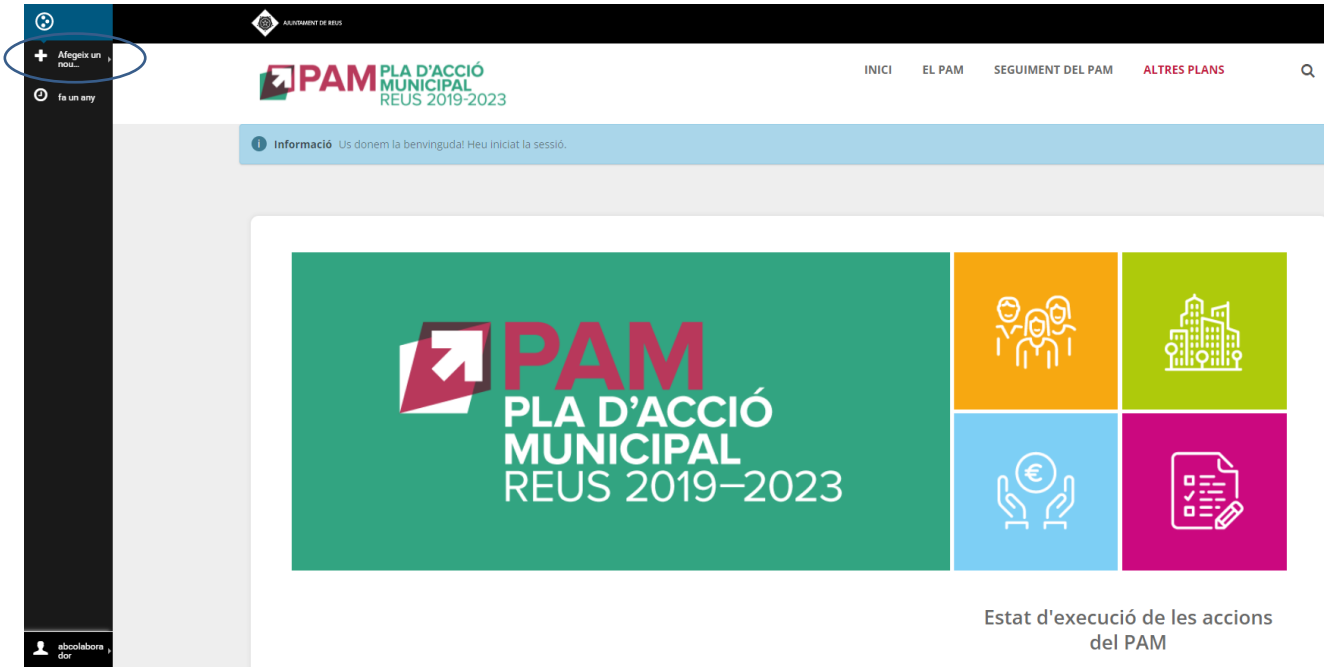 AJUNTAMENT DE REUS
Afegeix un
nou...
fa un any
PAM PLA D'ACCIÓ
MUNICIPAL
REUS 2019-2023
INICI EL PAM SEGUIMENT DEL PAM ALTRES PLANS
Informació Us donem la benvinguda! Heu iniciat la sessió.
PAM
PLA D'ACCIÓ
MUNICIPAL
REUS 2019–2023
€
Estat d'execució de les accions
del PAM
abcolabora
dor